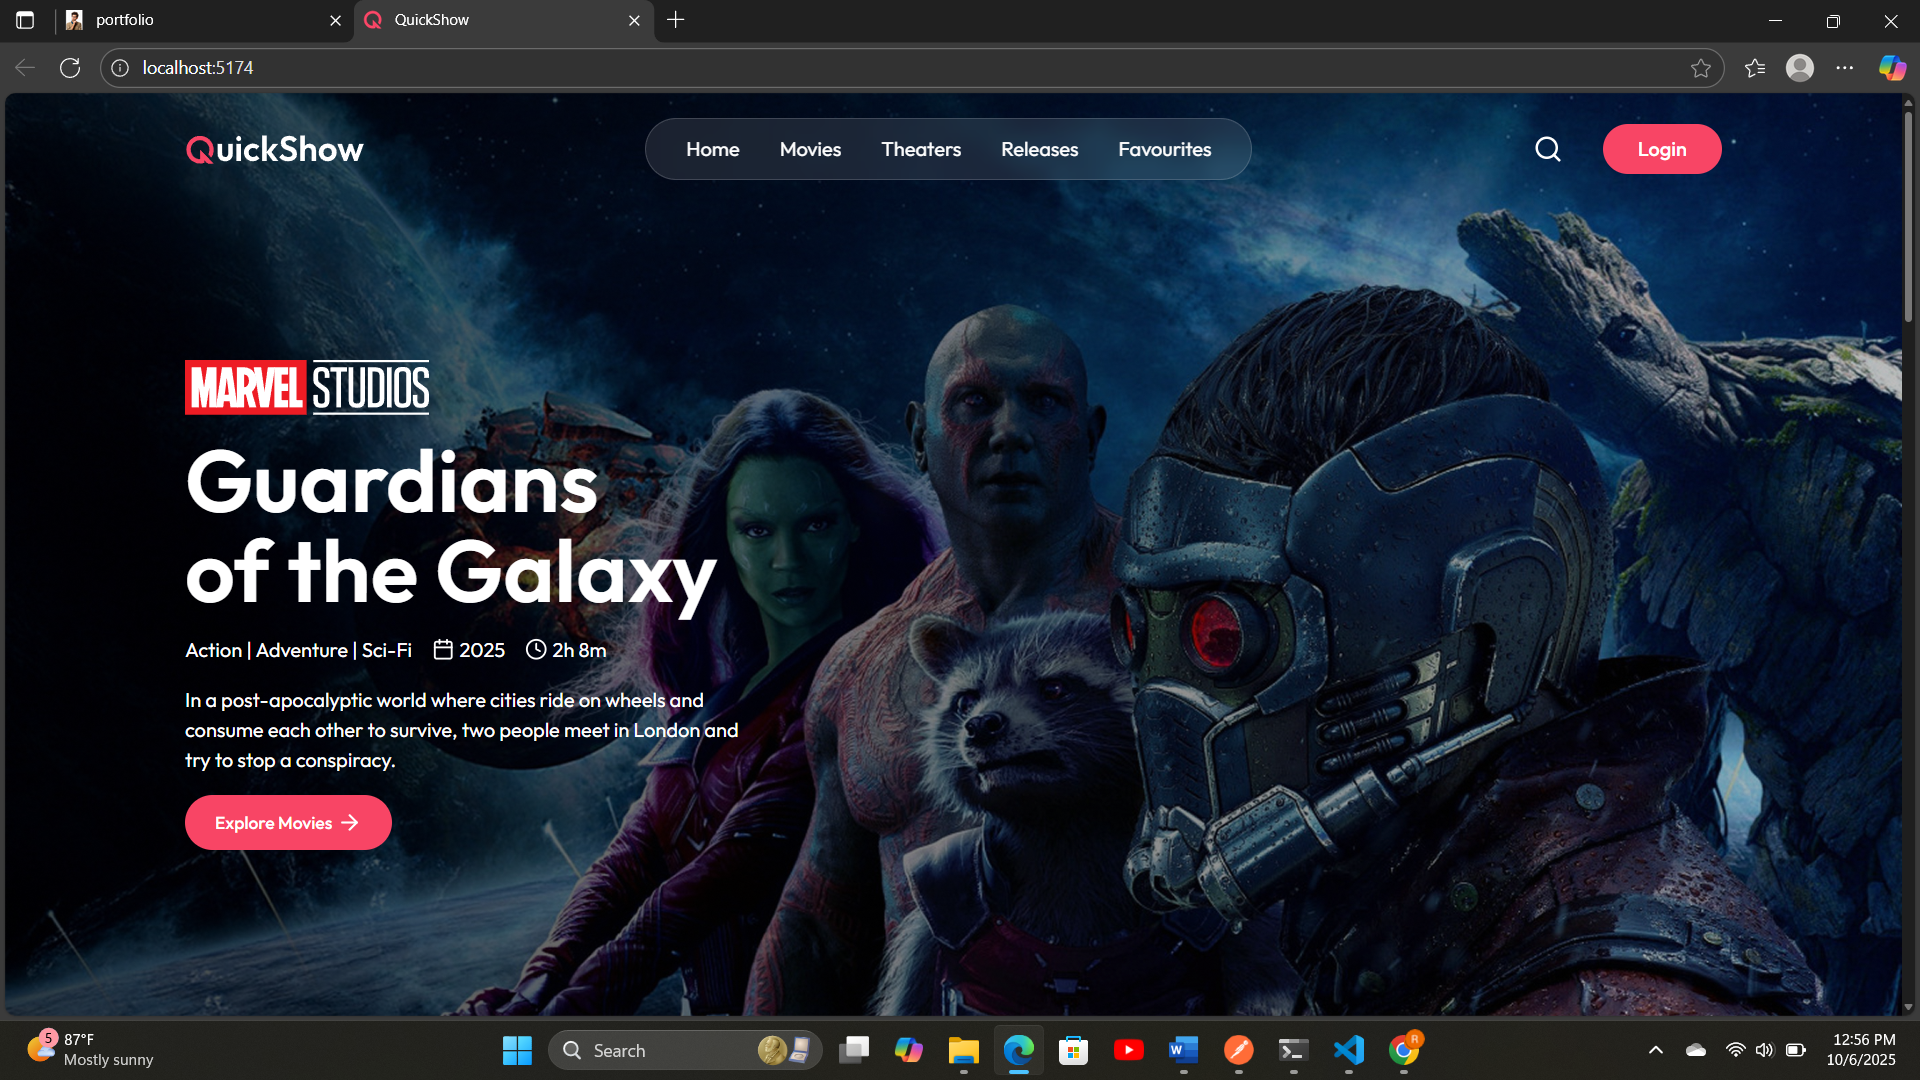 portfolio
QuickShow
localhost:5174
QuickShow
Home
Movies
Theaters
Releases
Favourites
Login
MARVEL STUDIOS
Guardians
of the Galaxy
Action | Adventure | Sci-Fi 2025 2h 8m
In a post-apocalyptic world where cities ride on wheels and
consume each other to survive, two people meet in London and
try to stop a conspiracy.
Explore Movies →
5
87°F
Mostly sunny
Search
W
R
12:56 PM
10/6/2025